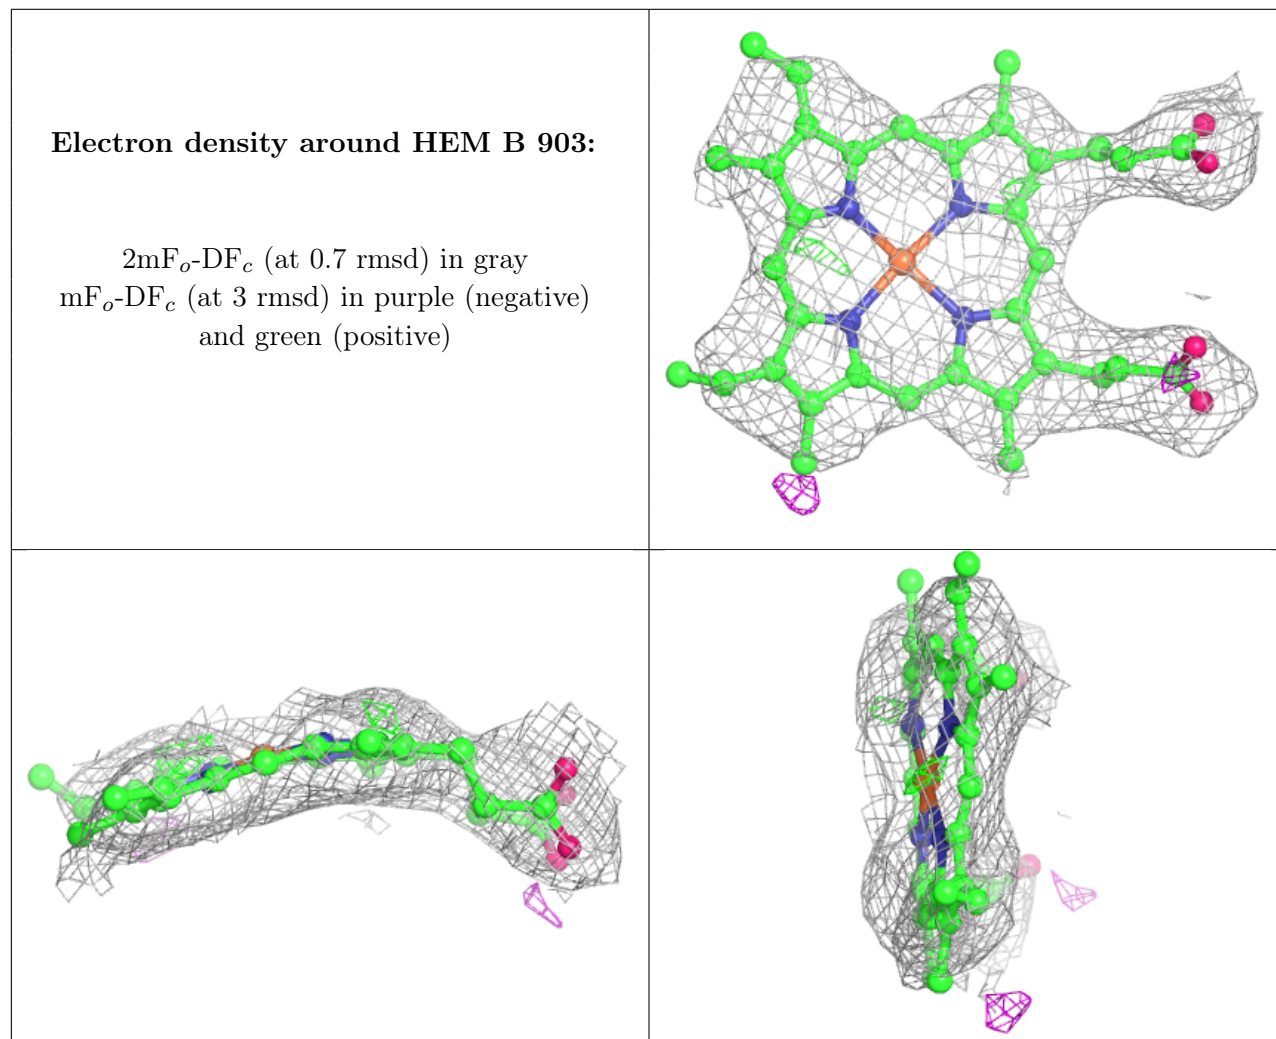 Electron density around HEM B 903:
2mFo-DFc (at 0.7 rmsd) in gray
mFo-DFc (at 3 rmsd) in purple (negative)
and green (positive)